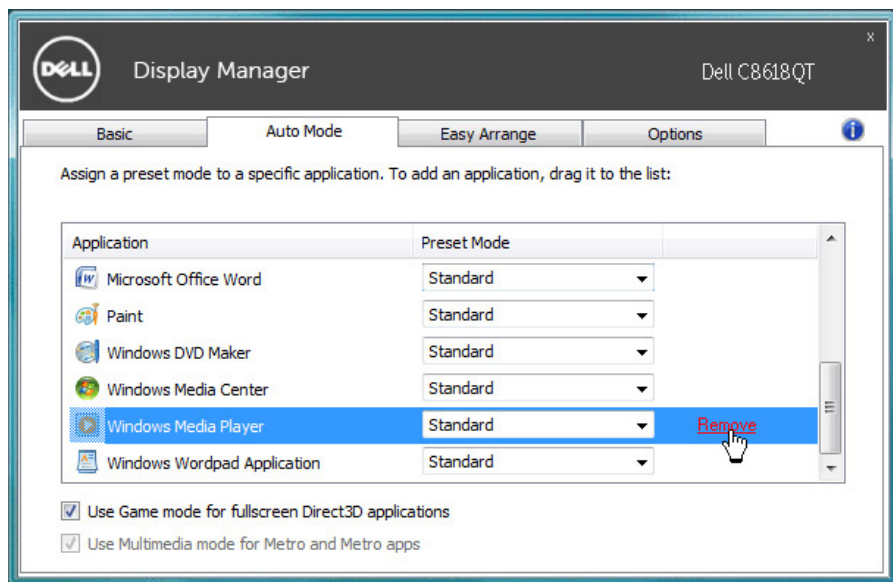 DELL Display Manager Dell C8618QT x
Basic Auto Mode Easy Arrange Options i
Assign a preset mode to a specific application. To add an application, drag it to the list:
Application Preset Mode
Microsoft Office Word Standard
Paint Standard
Windows DVD Maker Standard
Windows Media Center Standard
Windows Media Player Standard Remove
Windows Wordpad Application Standard
Use Game mode for fullscreen Direct3D applications
Use Multimedia mode for Metro and Metro apps